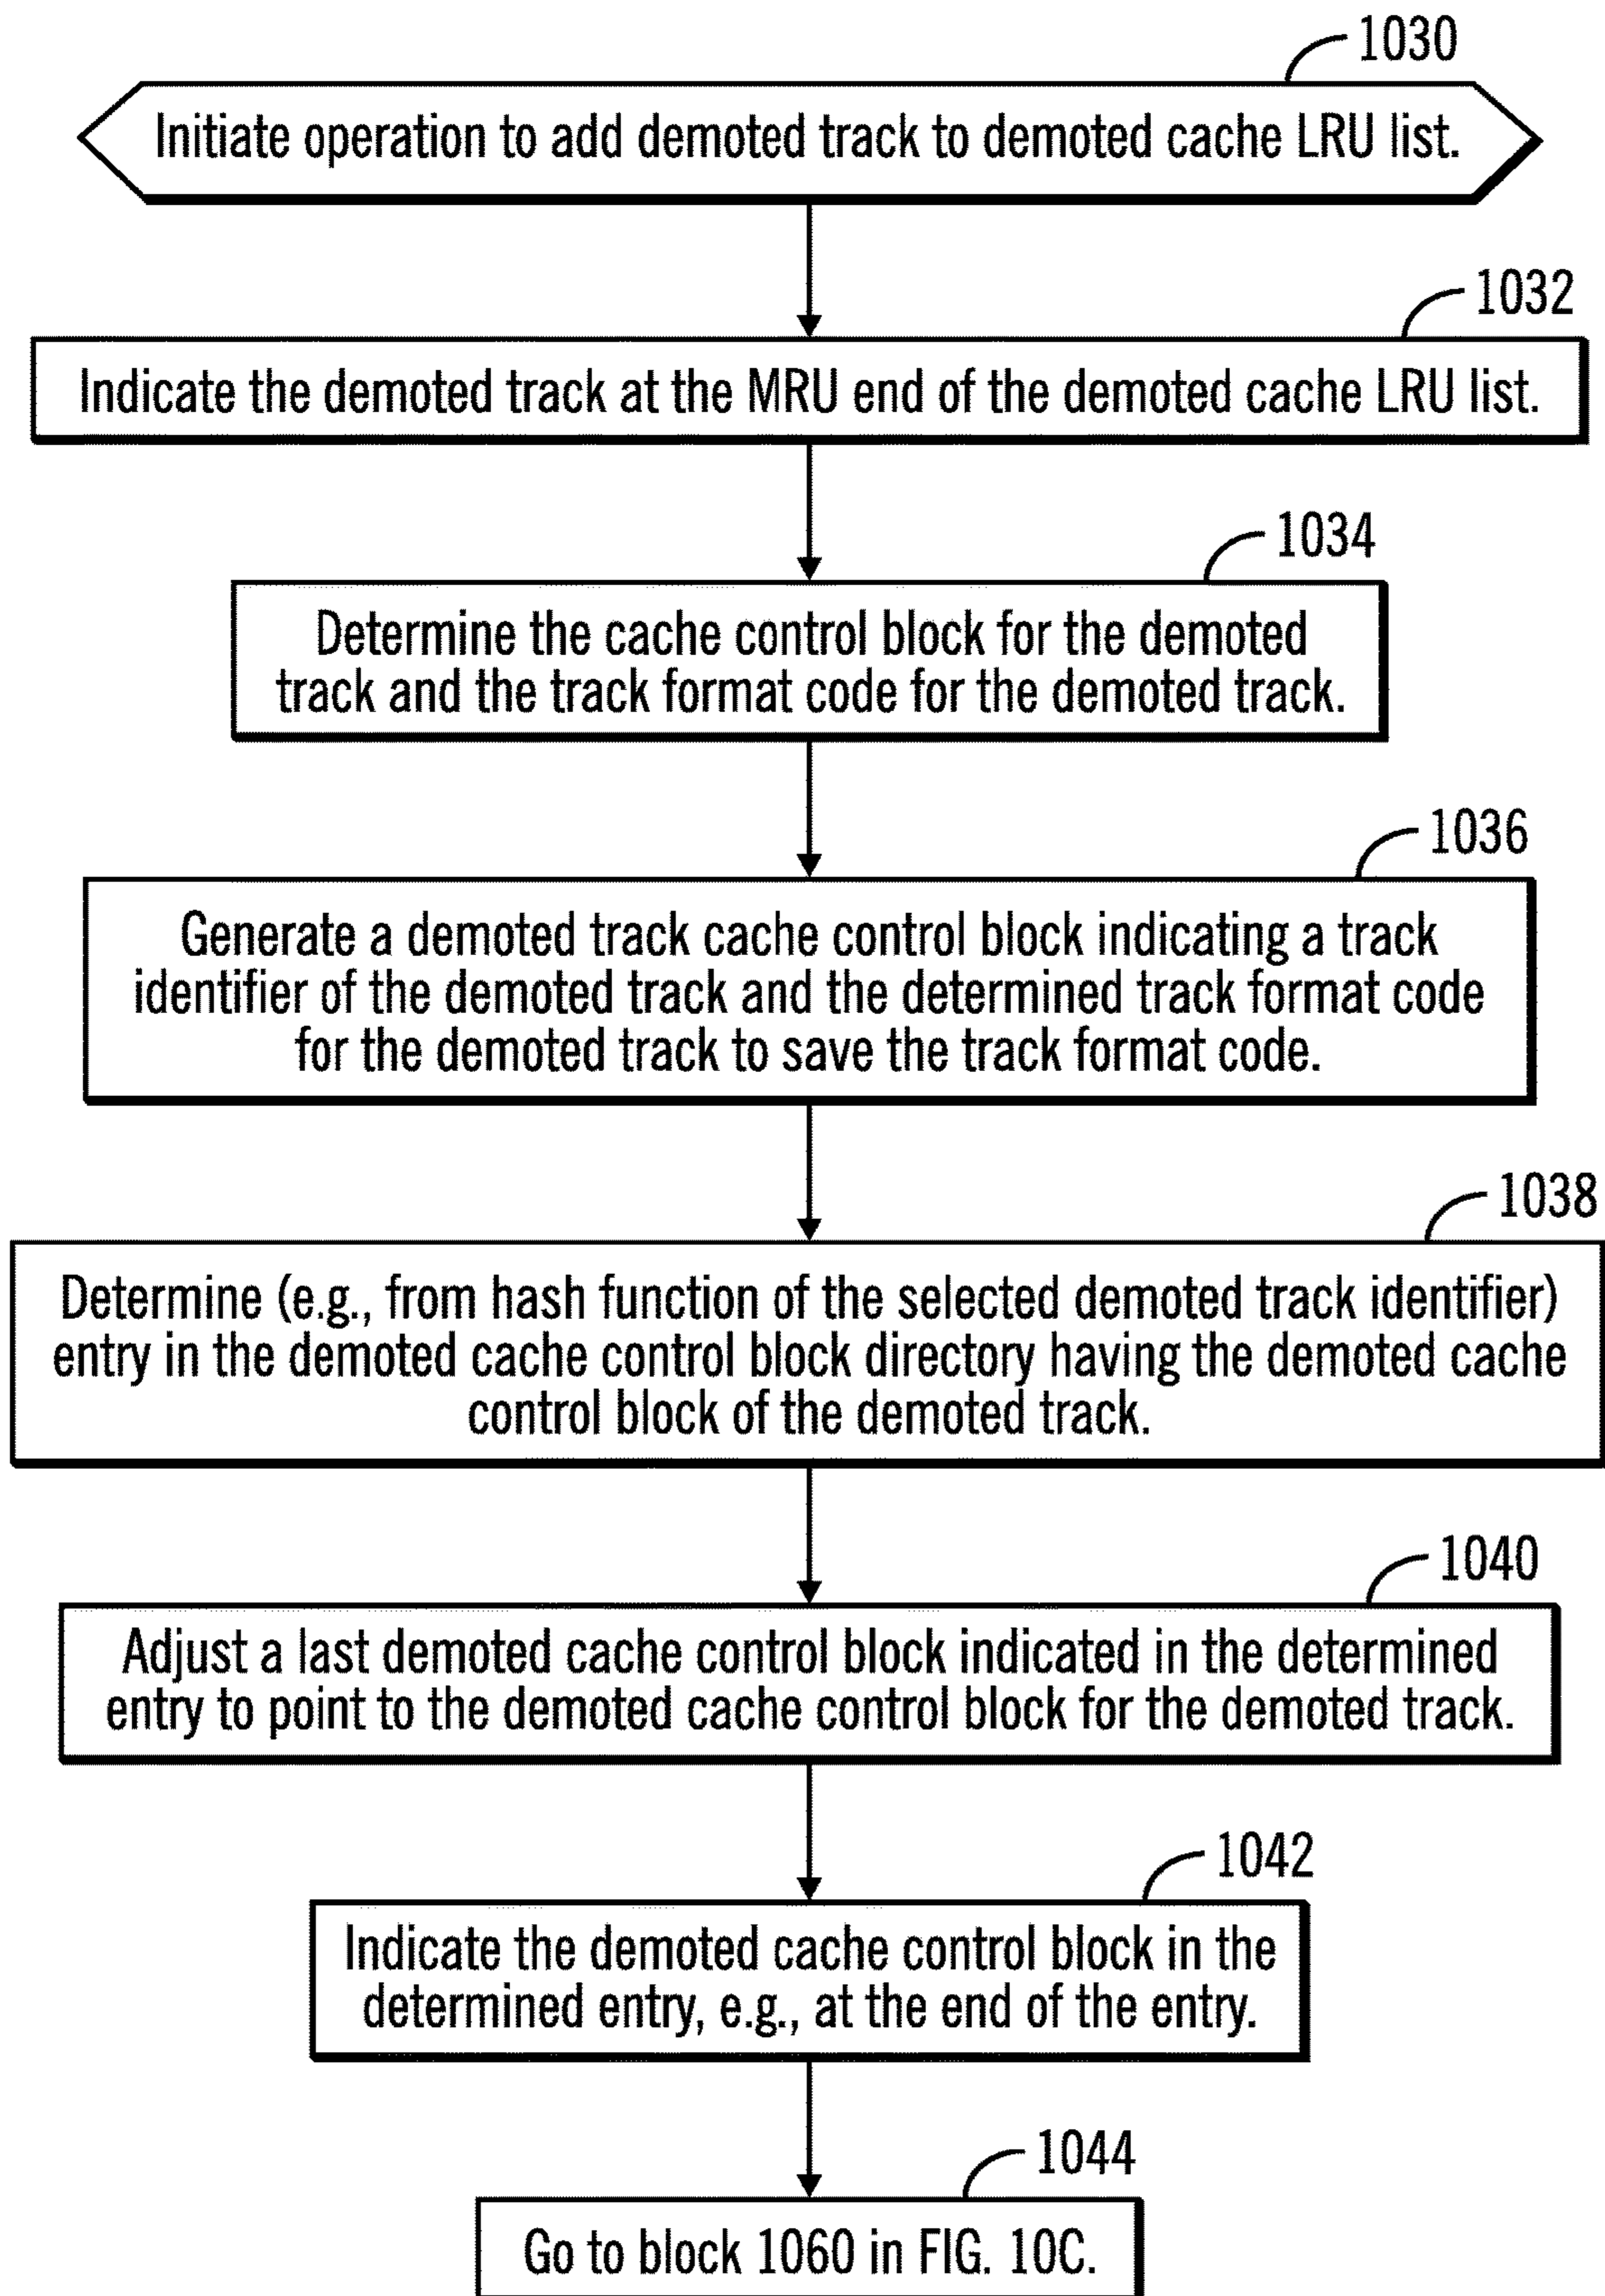 1030
Initiate operation to add demoted track to demoted cache LRU list.
1032
Indicate the demoted track at the MRU end of the demoted cache LRU list.
1034
Determine the cache control block for the demoted
track and the track format code for the demoted track.
1036
Generate a demoted track cache control block indicating a track
identifier of the demoted track and the determined track format code
for the demoted track to save the track format code.
1038
Determine (e.g., from hash function of the selected demoted track identifier)
entry in the demoted cache control block directory having the demoted cache
control block of the demoted track.
1040
Adjust a last demoted cache control block indicated in the determined
entry to point to the demoted cache control block for the demoted track.
1042
Indicate the demoted cache control block in the
determined entry, e.g., at the end of the entry.
1044
Go to block 1060 in FIG. 10C.